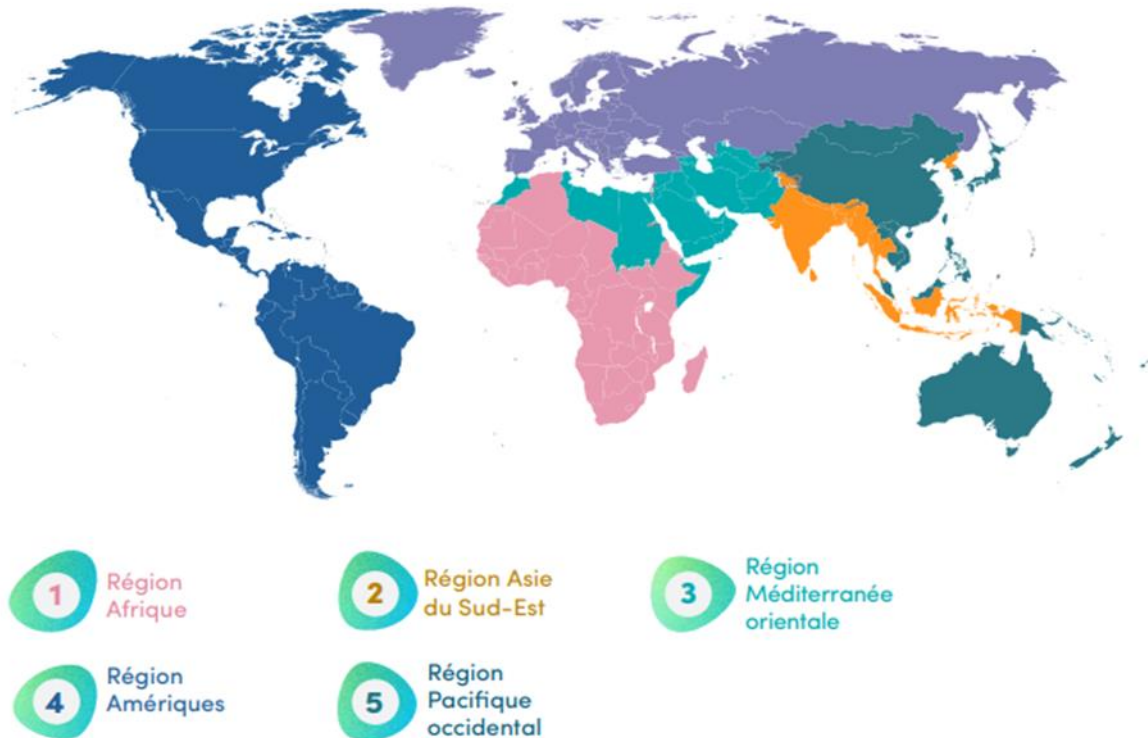 1
Région
Afrique
2
Région Asie
du Sud-Est
3
Région
Méditerranée
orientale
4
Région
Amériques
5
Région
Pacifique
occidental